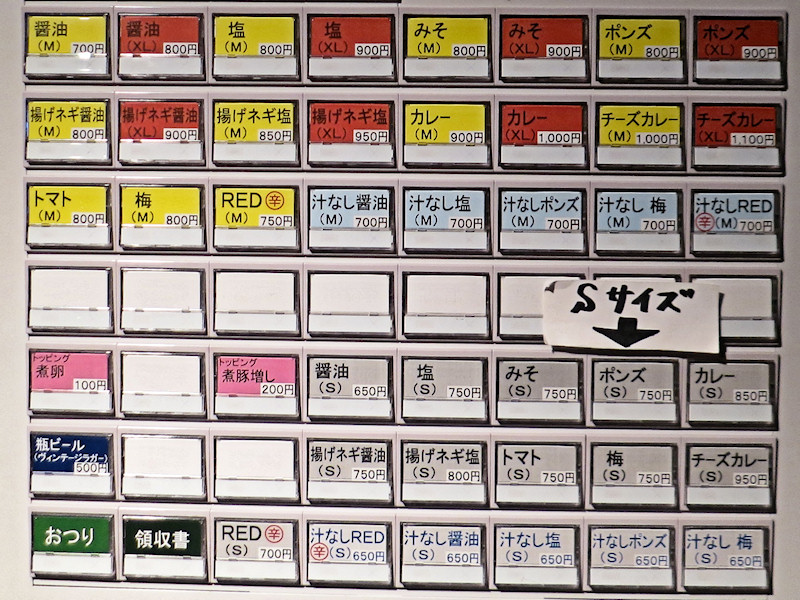 醤油
(M) 700円
醤油
(XL) 800円
塩
(M) 800円
塩
(XL) 900円
みそ
(M) 800円
みそ
(XL) 900円
ポンズ
(M) 800円
ポンズ
(XL) 900円
揚げネギ醤油
(M) 800円
揚げネギ醤油
(XL) 900円
揚げネギ塩
(M) 850円
揚げネギ塩
(XL) 950円
カレー
(M) 900円
カレー
(XL) 1,000円
チーズカレー
(M) 1,000円
チーズカレー
(XL) 1,100円
トマト
(M) 800円
梅
(M) 800円
RED辛
(M) 750円
汁なし醤油
(M) 700円
汁なし塩
(M) 700円
汁なしポンズ
(M) 700円
汁なし 梅
(M) 700円
汁なしRED
辛(M) 700円
Sサイズ
トッピング
煮卵
100円
トッピング
煮豚増し
200円
醤油
(S) 650円
塩
(S) 750円
みそ
(S) 750円
ポンズ
(S) 750円
カレー
(S) 850円
瓶ビール
(ヴィンテージラガー)
500円
揚げネギ醤油
(S) 750円
揚げネギ塩
(S) 800円
トマト
(S) 750円
梅
(S) 750円
チーズカレー
(S) 950円
おつり
領収書
RED辛
(S) 700円
汁なしRED
辛(S) 650円
汁なし醤油
(S) 650円
汁なし塩
(S) 650円
汁なしポンズ
(S) 650円
汁なし 梅
(S) 650円